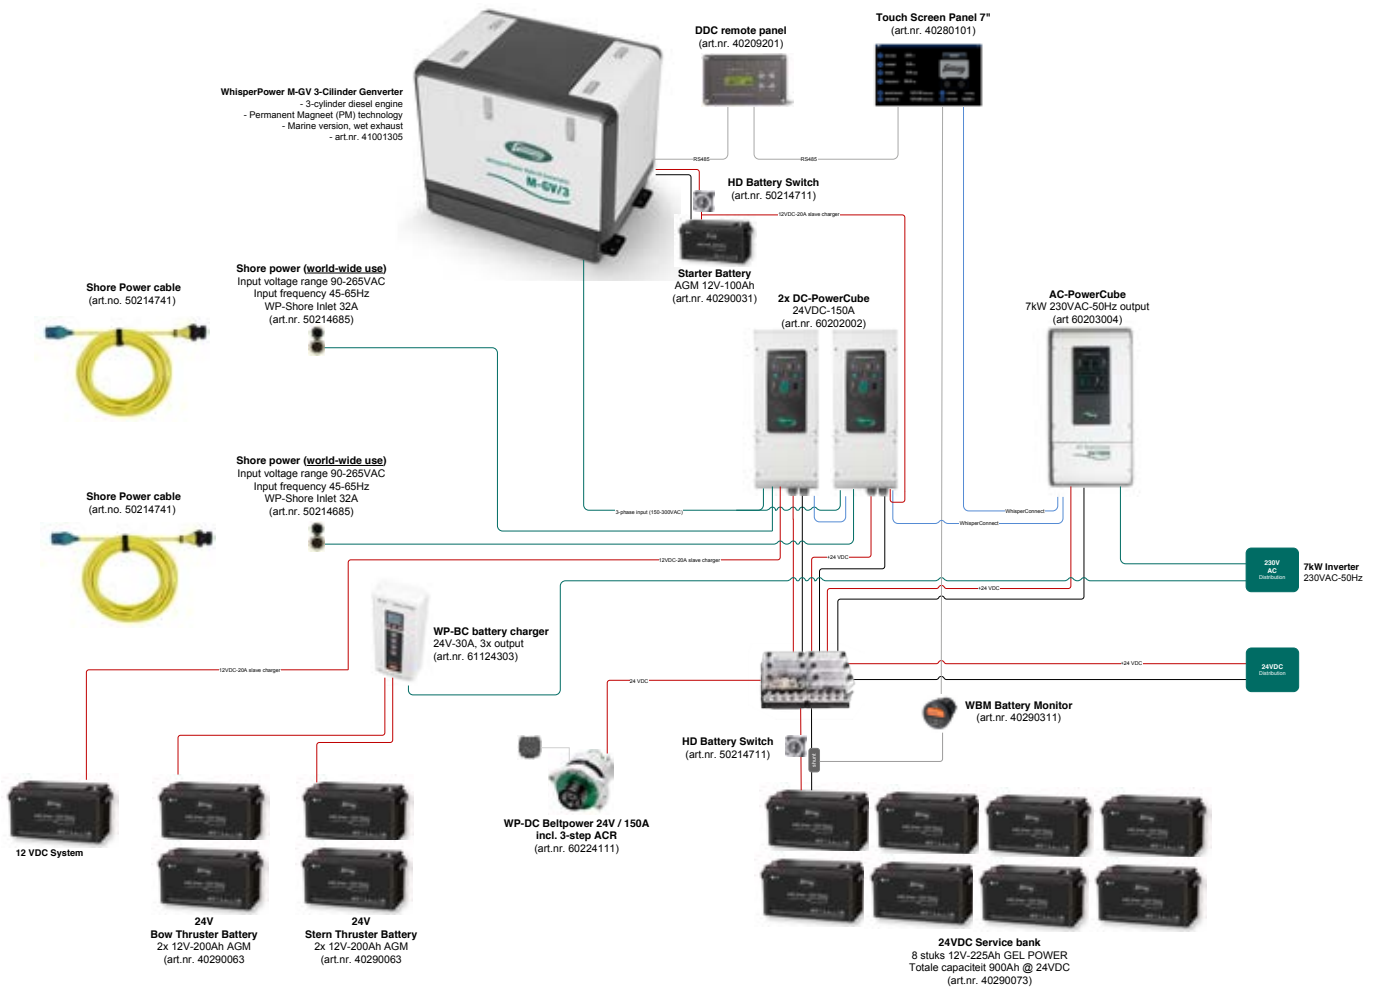 DDC remote panel
(art.nr. 40209201)
Touch Screen Panel 7"
(art.nr. 40280101)
WhisperPower M-GV 3-Cilinder Genverter
- 3-cylinder diesel engine
- Permanent Magneet (PM) technology
- Marine version, wet exhaust
- art.nr. 41001305
M-GV/3
RS485
RS485
HD Battery Switch
(art.nr. 50214711)
12VDC-20A slave charger
Starter Battery
AGM 12V-100Ah
(art.nr. 40290031)
Shore Power cable
(art.no. 50214741)
Shore power (world-wide use)
Input voltage range 90-265VAC
Input frequency 45-65Hz
WP-Shore Inlet 32A
(art.nr. 50214685)
2x DC-PowerCube
24VDC-150A
(art.nr. 60202002)
AC-PowerCube
7kW 230VAC-50Hz output
(art 60203004)
Shore Power cable
(art.no. 50214741)
Shore power (world-wide use)
Input voltage range 90-265VAC
Input frequency 45-65Hz
WP-Shore Inlet 32A
(art.nr. 50214685)
3-phase input (150-300VAC)
WhisperConnect
WhisperConnect
12VDC-20A slave charger
+24 VDC
+24 VDC
230V
AC
Distribution
7kW Inverter
230VAC-50Hz
WP-BC battery charger
24V-30A, 3x output
(art.nr. 61124303)
12VDC-20A slave charger
24 VDC
+24 VDC
24VDC
Distribution
WBM Battery Monitor
(art.nr. 40290311)
HD Battery Switch
(art.nr. 50214711)
shunt
12 VDC System
WP-DC Beltpower 24V / 150A
incl. 3-step ACR
(art.nr. 60224111)
24V
Bow Thruster Battery
2x 12V-200Ah AGM
(art.nr. 40290063
24V
Stern Thruster Battery
2x 12V-200Ah AGM
(art.nr. 40290063
24VDC Service bank
8 stuks 12V-225Ah GEL POWER
Totale capaciteit 900Ah @ 24VDC
(art.nr. 40290073)